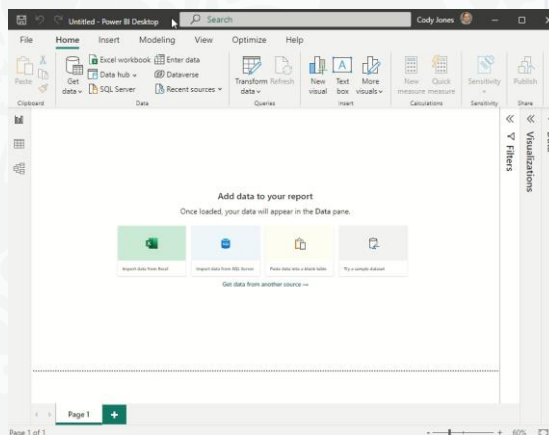 Untitled - Power BI Desktop
Search
Cody Jones
File Home Insert Modeling View Optimize Help
Paste
Clipboard
Get data
Excel workbook
Data hub
SQL Server
Enter data
Dataverse
Recent sources
Data
Transform data
Refresh
Queries
New visual
Text box
More visuals
Insert
New measure
Quick measure
Calculations
Sensitivity
Sensitivity
Publish
Share
Filters
Visualizations
Data
Add data to your report
Once loaded, your data will appear in the Data pane.
Import data from Excel
Import data from SQL Server
Paste data into a blank table
Try a sample dataset
Get data from another source →
Page 1
Page 1 of 1
60%